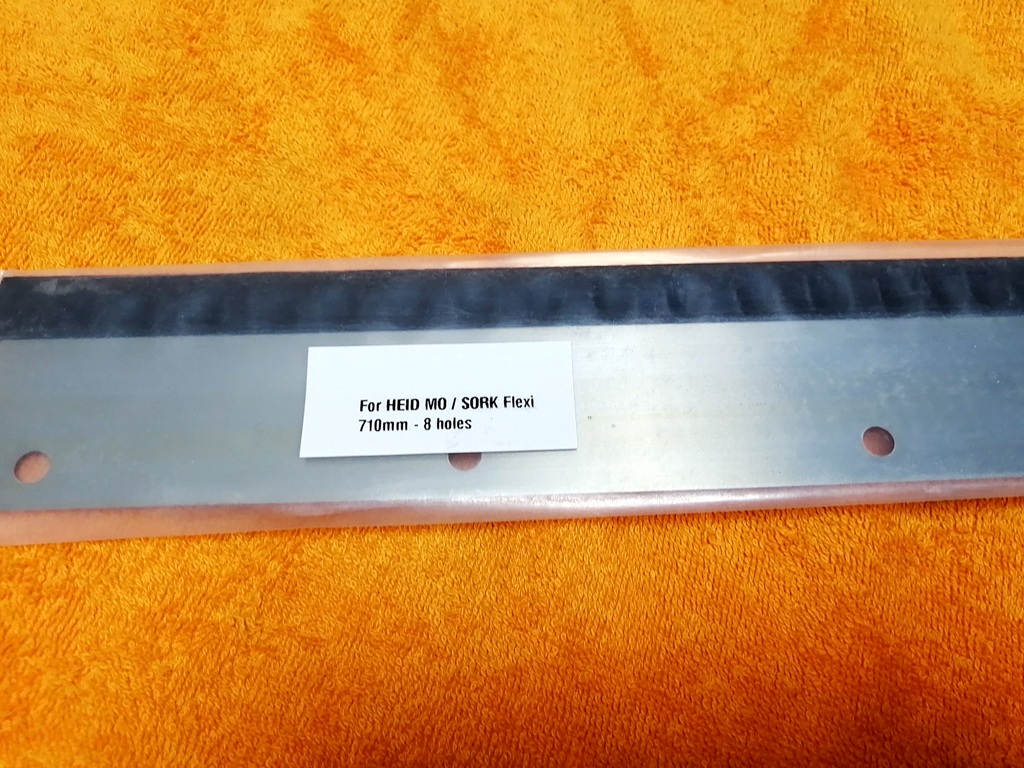 For HEID MO / SORK Flexi
710mm - 8 holes